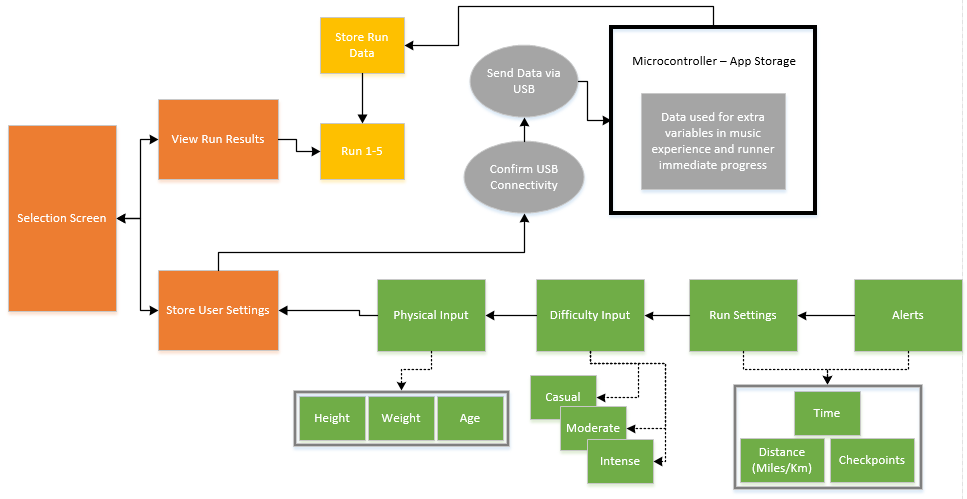 Store Run
Data
Microcontroller – App Storage
Send Data via
USB
Data used for extra
variables in music
experience and runner
immediate progress
View Run Results
Run 1-5
Confirm USB
Connectivity
Selection Screen
Store User Settings
Physical Input
Difficulty Input
Run Settings
Alerts
Height
Weight
Age
Casual
Moderate
Intense
Time
Distance
(Miles/Km)
Checkpoints